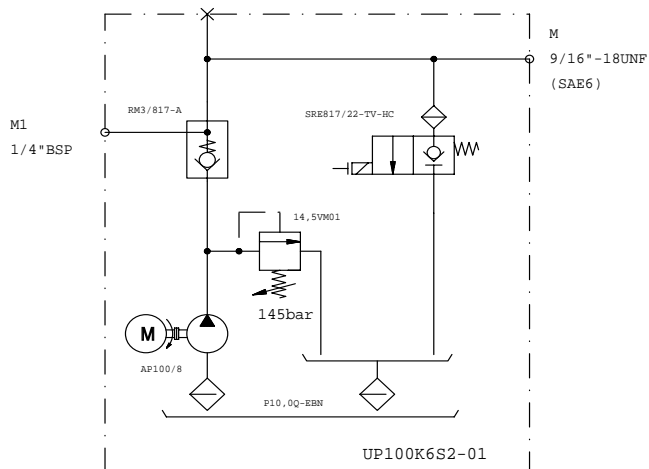 M
9/16"-18UNF
(SAE6)
RM3/817-A
SRE817/22-TV-HC
M1
1/4"BSP
14,5VM01
145bar
M
AP100/8
P10,0Q-EBN
UP100K6S2-01